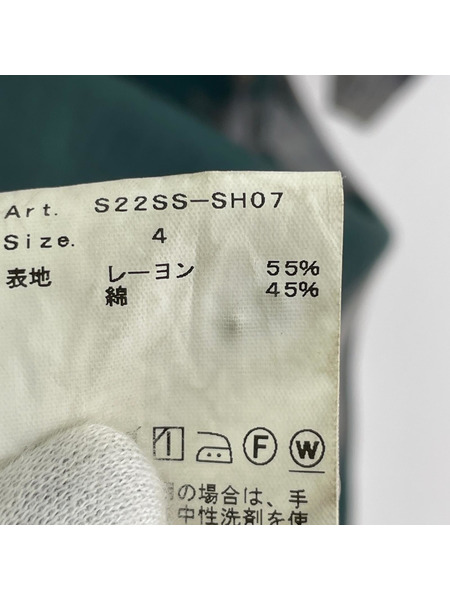 Art. S22SS-SH07
Size. 4
表地 レーヨン 55%
綿 45%
F W
の場合は、手
中性洗剤を使